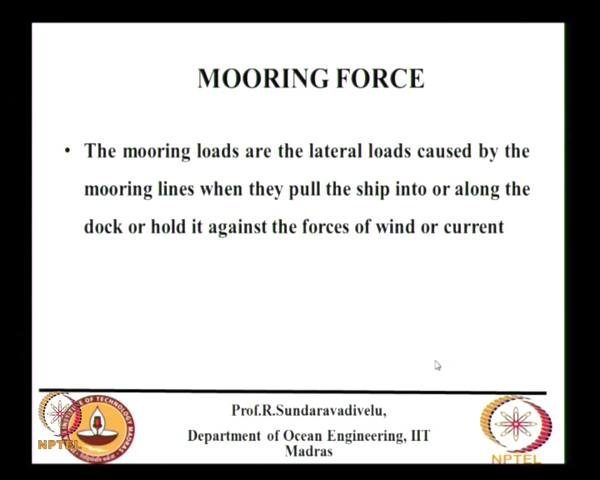 MOORING FORCE
• The mooring loads are the lateral loads caused by the
mooring lines when they pull the ship into or along the
dock or hold it against the forces of wind or current
Prof.R.Sundaravadivelu,
Department of Ocean Engineering, IIT
Madras
NPTEL
NPTEL